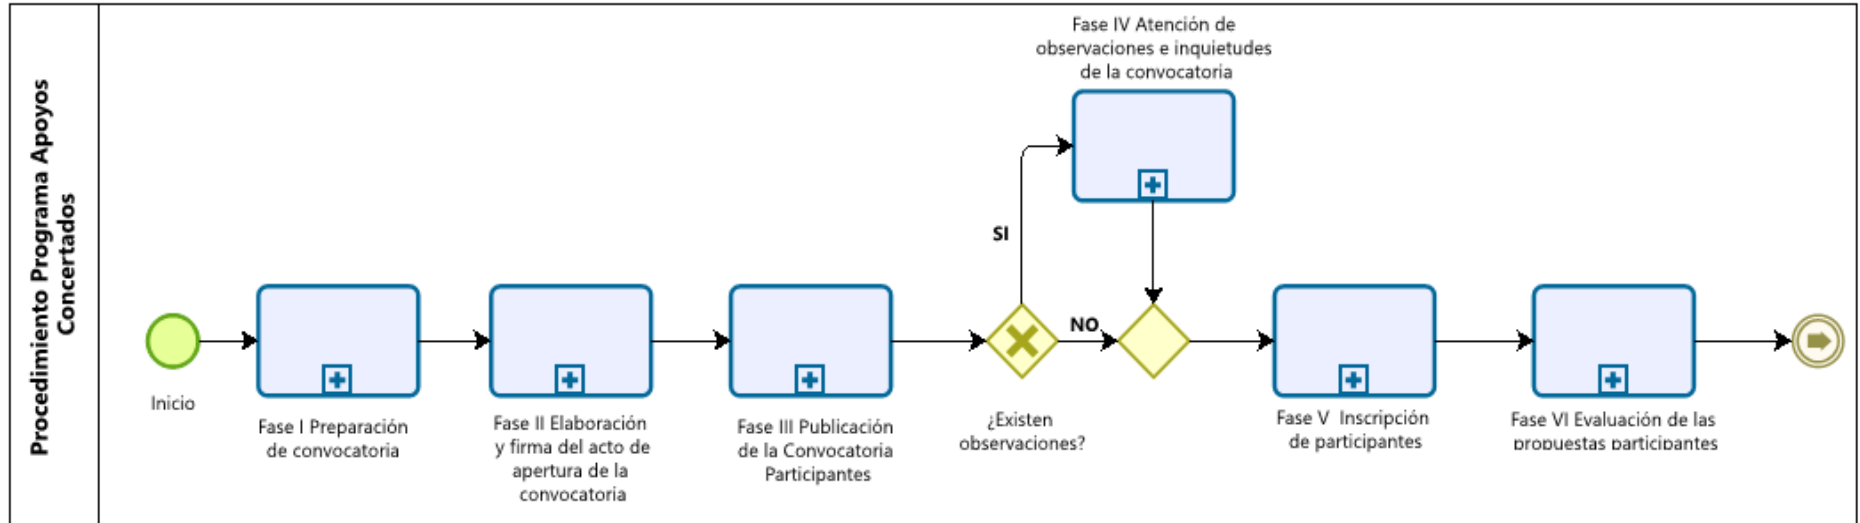 Procedimiento Programa Apoyos
Concertados
Inicio
Fase I Preparación
de convocatoria
Fase II Elaboración
y firma del acto de
apertura de la
convocatoria
Fase III Publicación
de la Convocatoria
Participantes
¿Existen
observaciones?
SI
NO
Fase IV Atención de
observaciones e inquietudes
de la convocatoria
Fase V  Inscripción
de participantes
Fase VI Evaluación de las
propuestas participantes